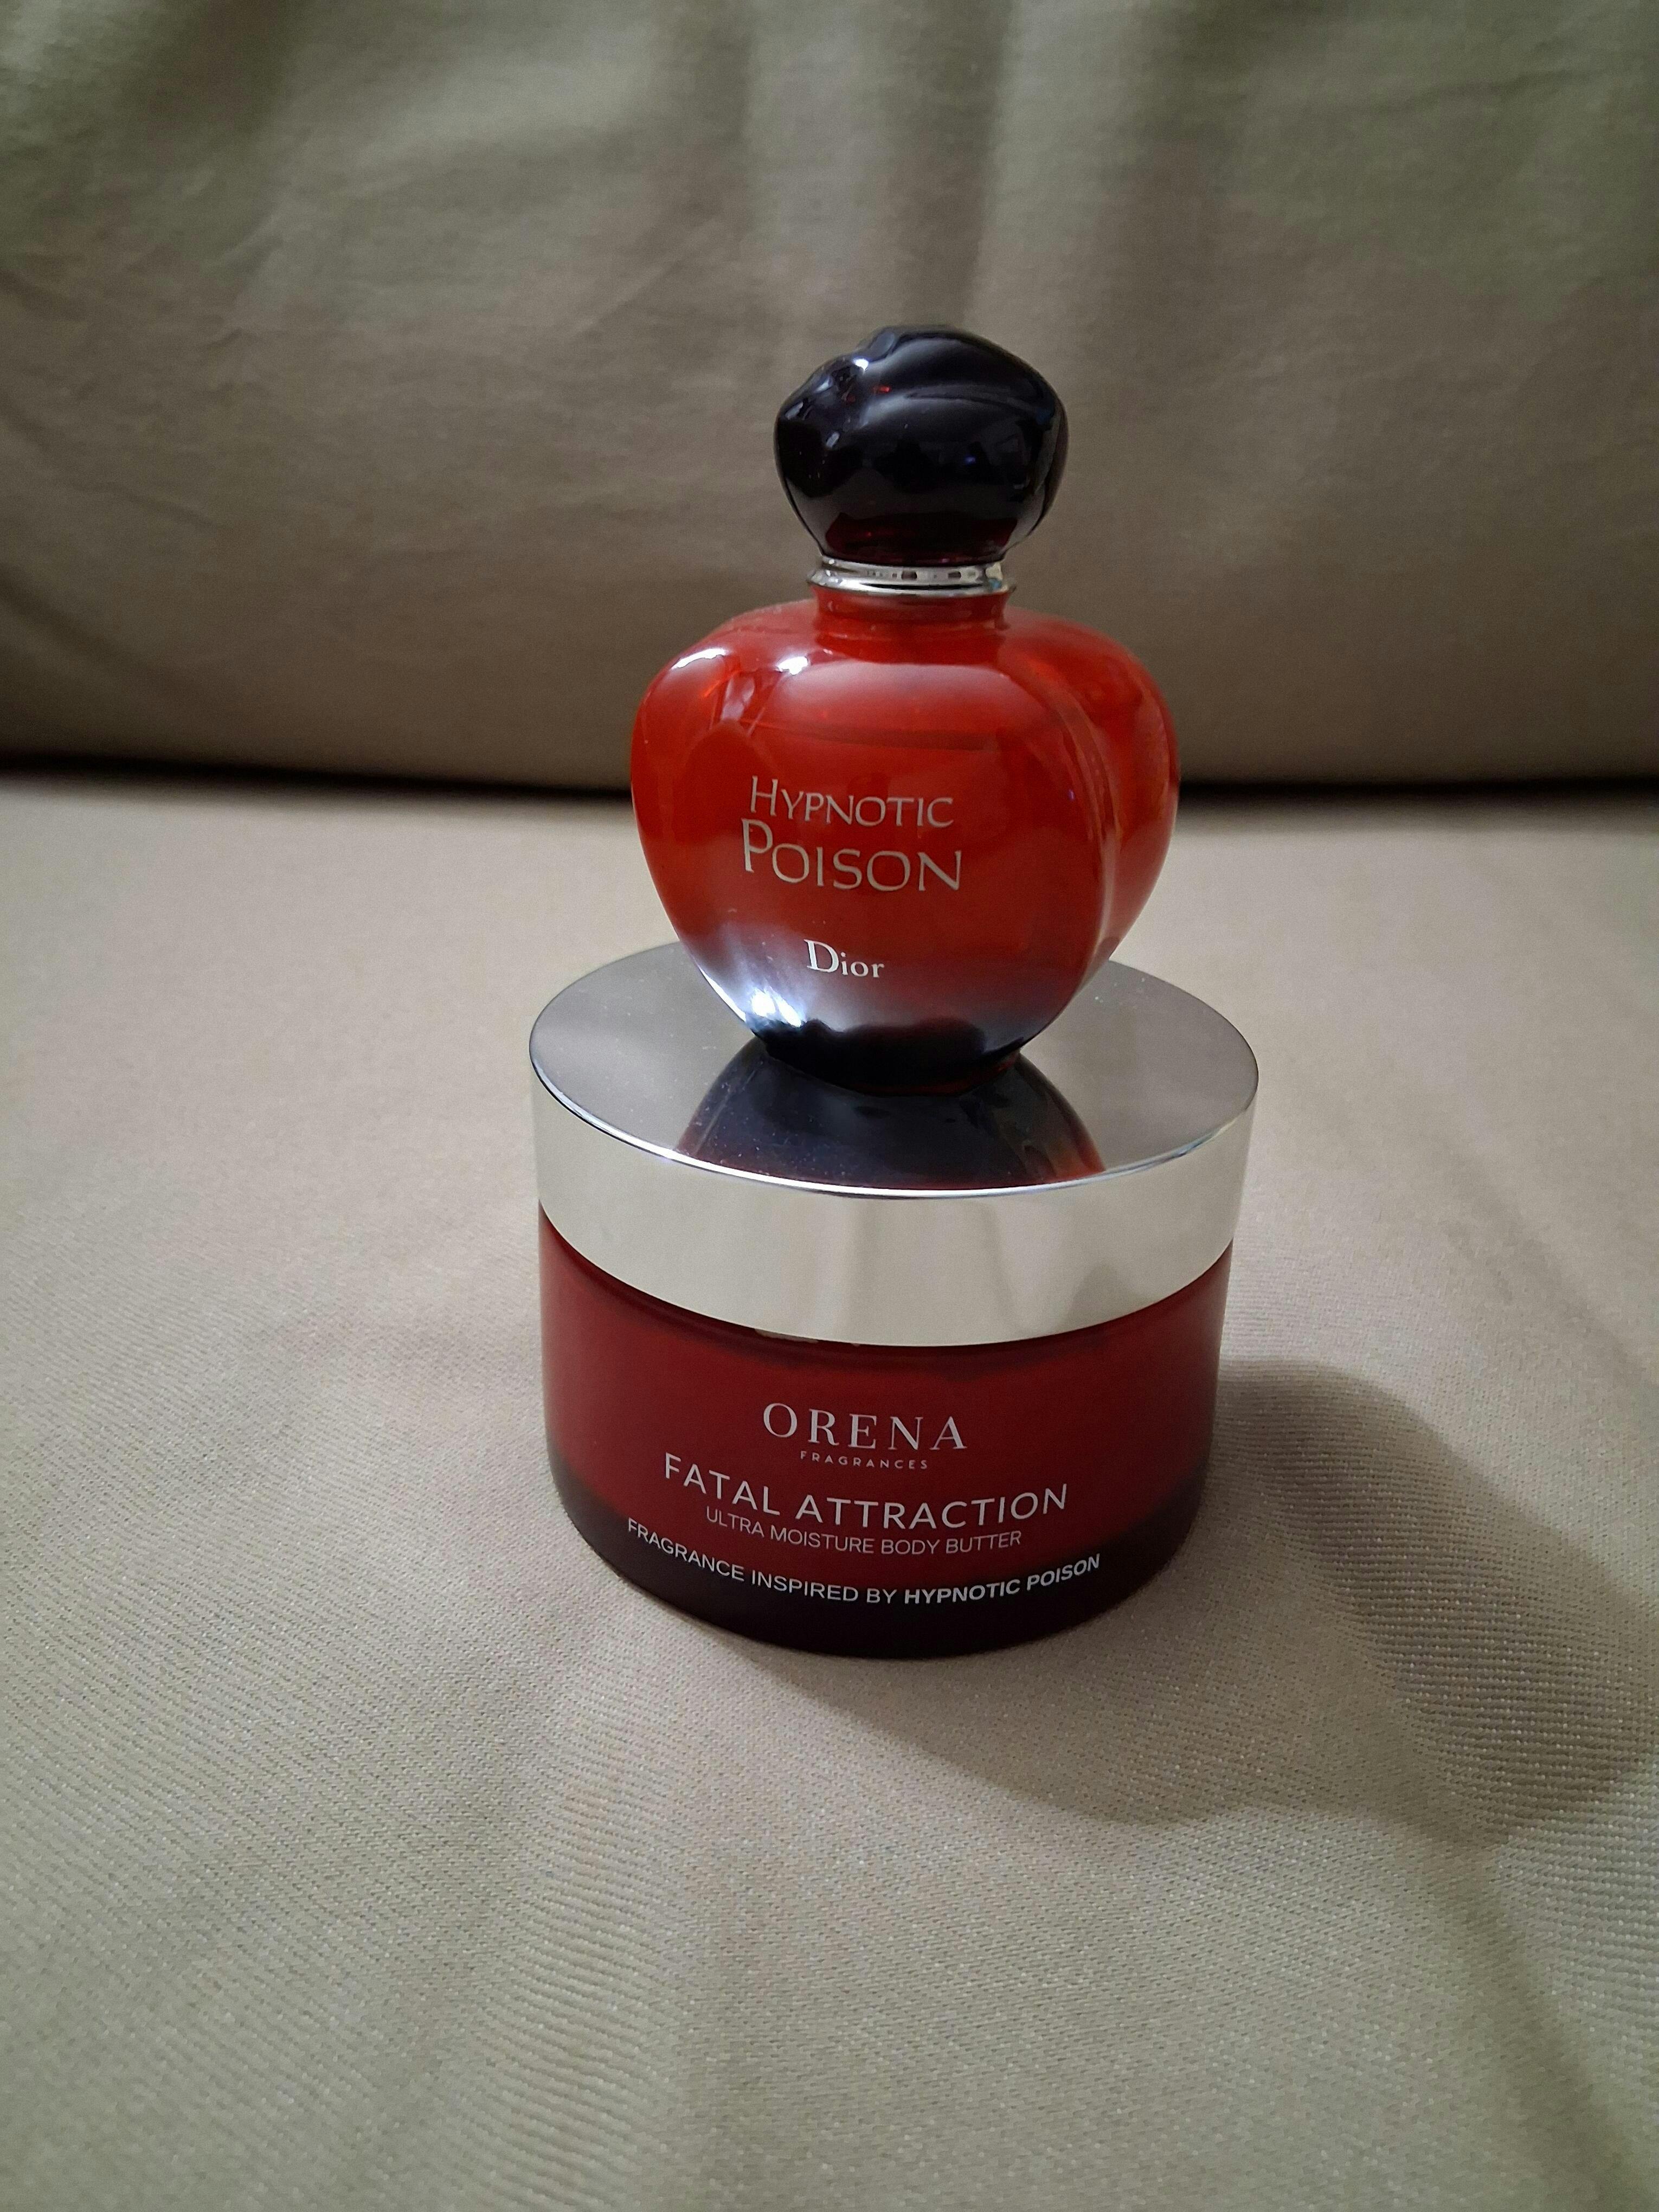 HYPNOTIC
POISON
Dior
ORENA
FRAGRANCES
FATAL ATTRACTION
ULTRA MOISTURE BODY BUTTER
FRAGRANCE INSPIRED BY HYPNOTIC POISON